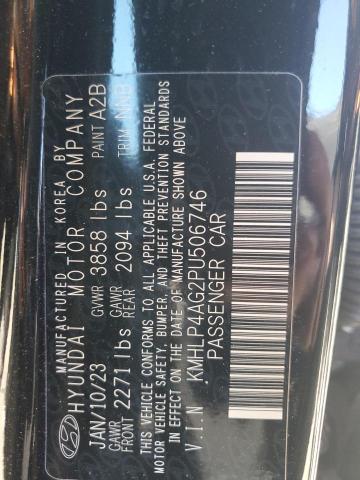 MANUFACTURED IN KOREA BY
HYUNDAI MOTOR COMPANY
JAN/10/23 GVWR 3858 lbs PAINT A2B
GAWR FRONT 2271 lbs GAWR REAR 2094 lbs TRIM NNB
THIS VEHICLE CONFORMS TO ALL APPLICABLE U.S.A. FEDERAL
MOTOR VEHICLE SAFETY, BUMPER, AND THEFT PREVENTION STANDARDS
IN EFFECT ON THE DATE OF MANUFACTURE SHOWN ABOVE
V.I.N. KMHLP4AG2PU506746
PASSENGER CAR